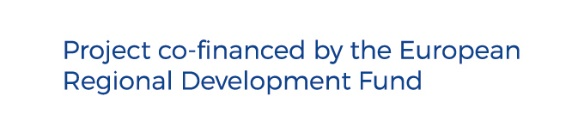 Project co-financed by the European
Regional Development Fund